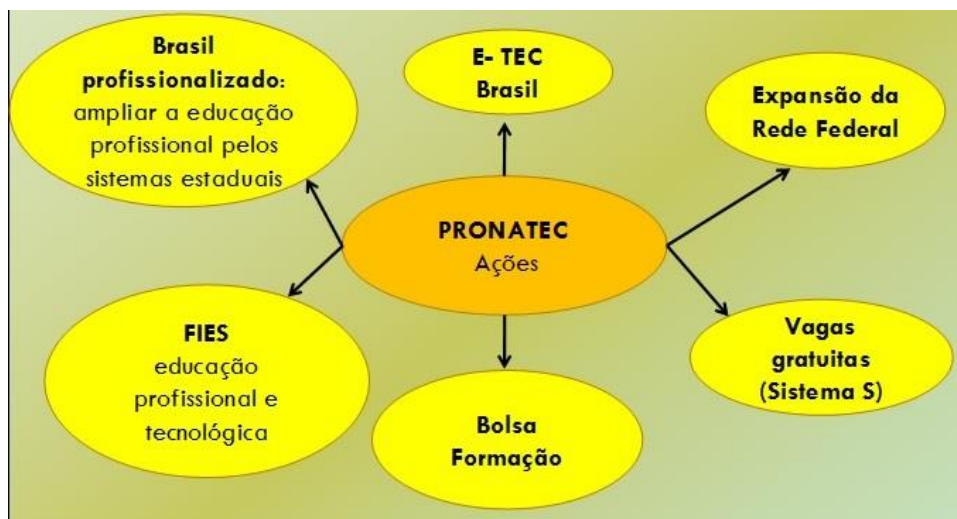 Brasil
profissionalizado:
ampliar a educação
profissional pelos
sistemas estaduais
E- TEC
Brasil
Expansão da
Rede Federal
PRONATEC
Ações
FIES
educação
profissional e
tecnológica
Bolsa
Formação
Vagas
gratuitas
(Sistema S)